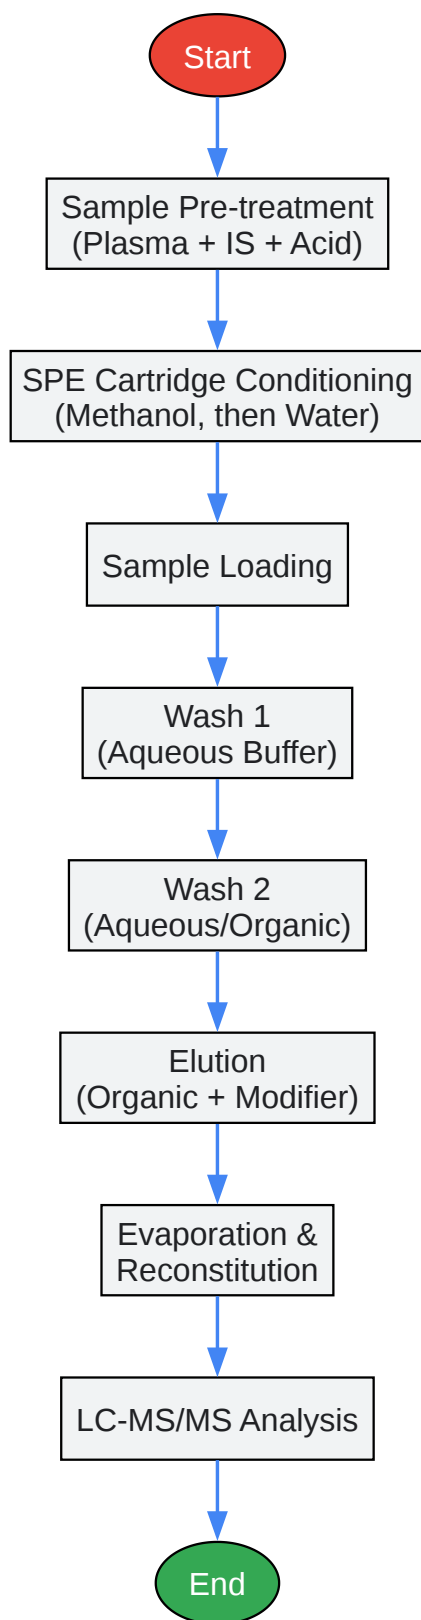 Start
Sample Pre-treatment
(Plasma + IS + Acid)
SPE Cartridge Conditioning
(Methanol, then Water)
Sample Loading
Wash 1
(Aqueous Buffer)
Wash 2
(Aqueous/Organic)
Elution
(Organic + Modifier)
Evaporation &
Reconstitution
LC-MS/MS Analysis
End